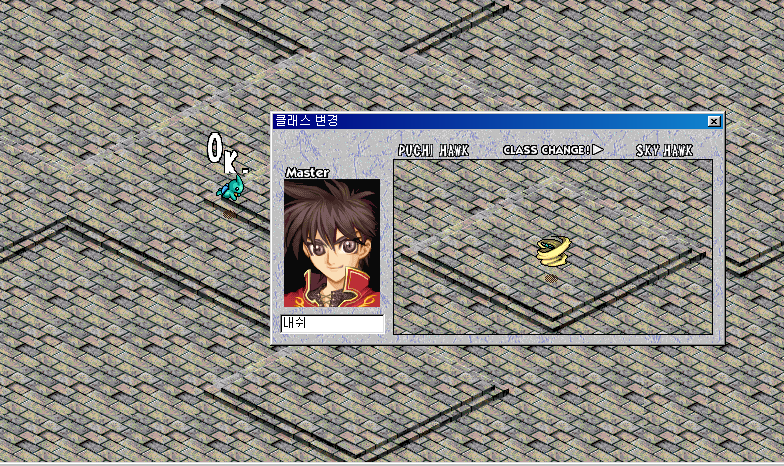 클래스 변경
PUCHI HAWK CLASS CHANGE! SKY HAWK
OK.
Master
내쉬